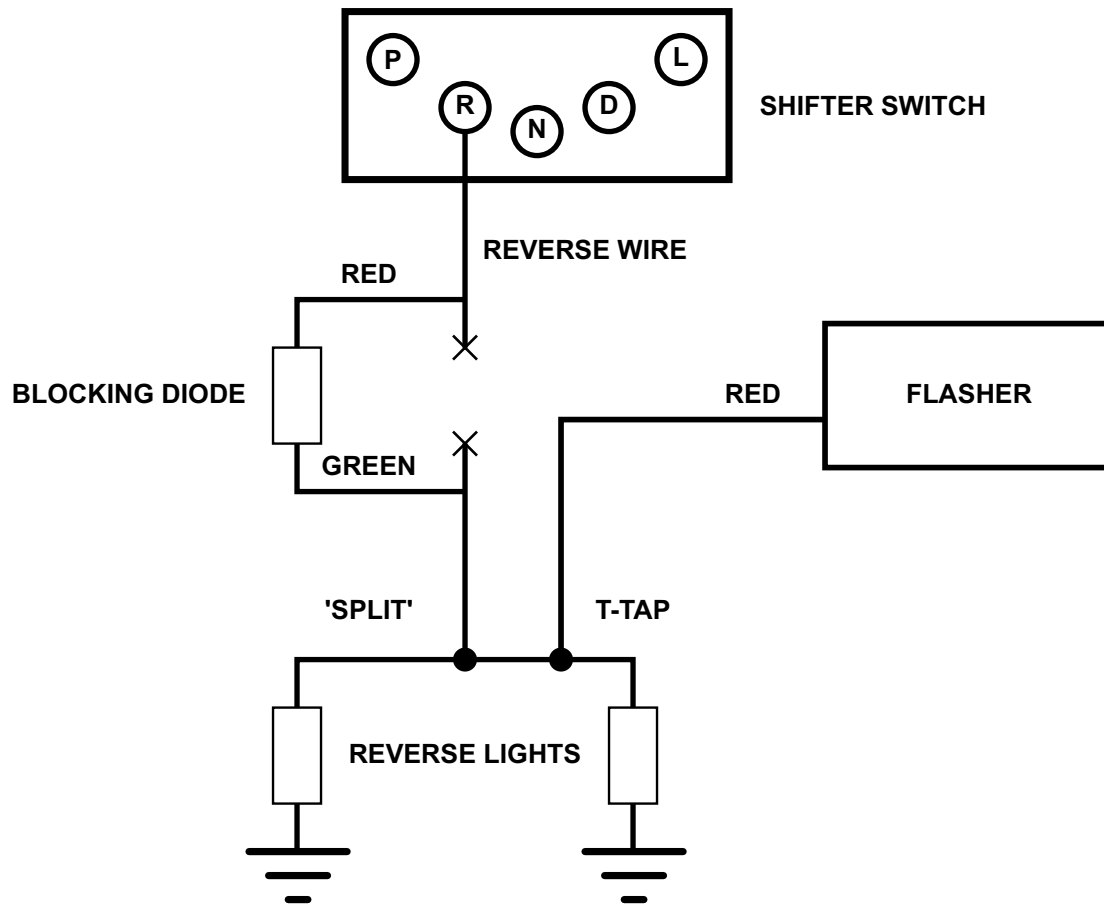 P
L
R
D
N
SHIFTER SWITCH
REVERSE WIRE
RED
BLOCKING DIODE
RED
FLASHER
GREEN
'SPLIT'
T-TAP
REVERSE LIGHTS